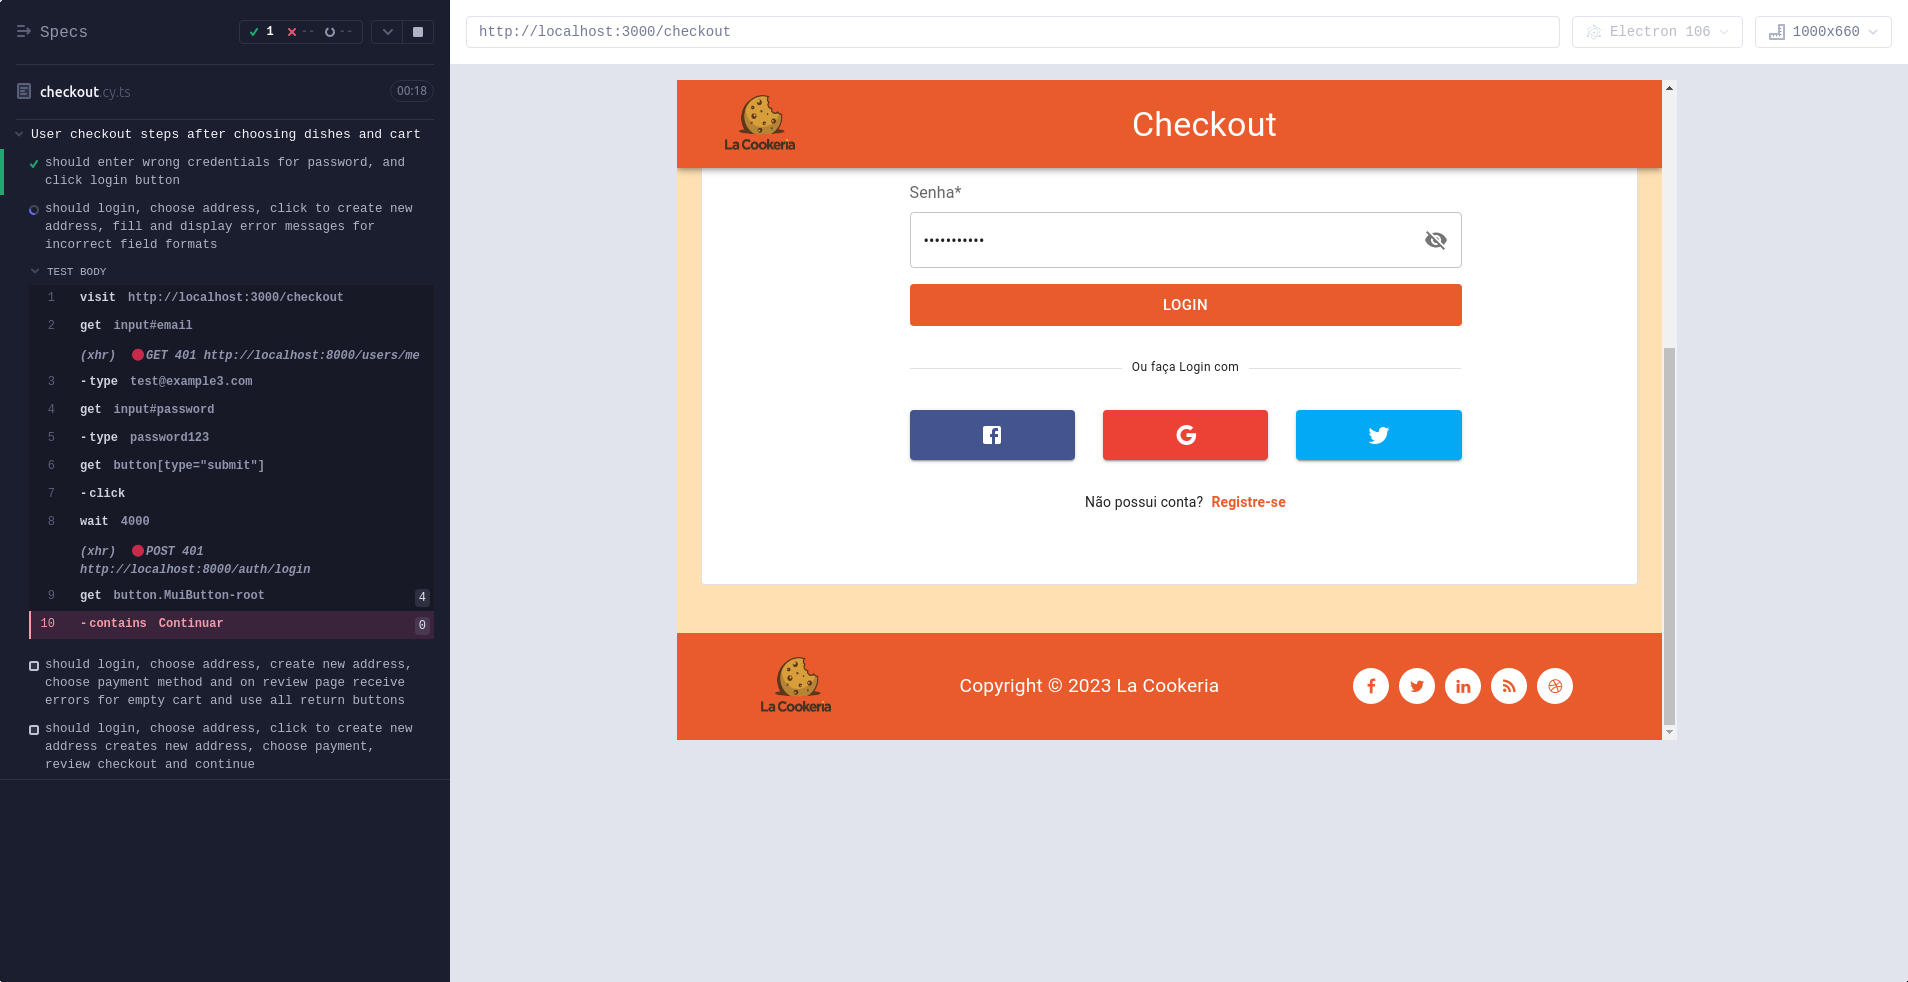 Specs
1
--
--
checkout.cy.ts
00:18
User checkout steps after choosing dishes and cart
should enter wrong credentials for password, and
click login button
should login, choose address, click to create new
address, fill and display error messages for
incorrect field formats
TEST BODY
1 visit http://localhost:3000/checkout
2 get input#email
(xhr) GET 401 http://localhost:8000/users/me
3 -type test@example3.com
4 get input#password
5 -type password123
6 get button[type="submit"]
7 -click
8 wait 4000
(xhr) POST 401
http://localhost:8000/auth/login
9 get button.MuiButton-root 4
10 -contains Continuar 0
should login, choose address, create new address,
choose payment method and on review page receive
errors for empty cart and use all return buttons
should login, choose address, click to create new
address creates new address, choose payment,
review checkout and continue
http://localhost:3000/checkout
Electron 106
1000x660
La Cookeria
Checkout
Senha*
•••••••••••
LOGIN
Ou faça Login com
Não possui conta? Registre-se
La Cookeria
Copyright © 2023 La Cookeria